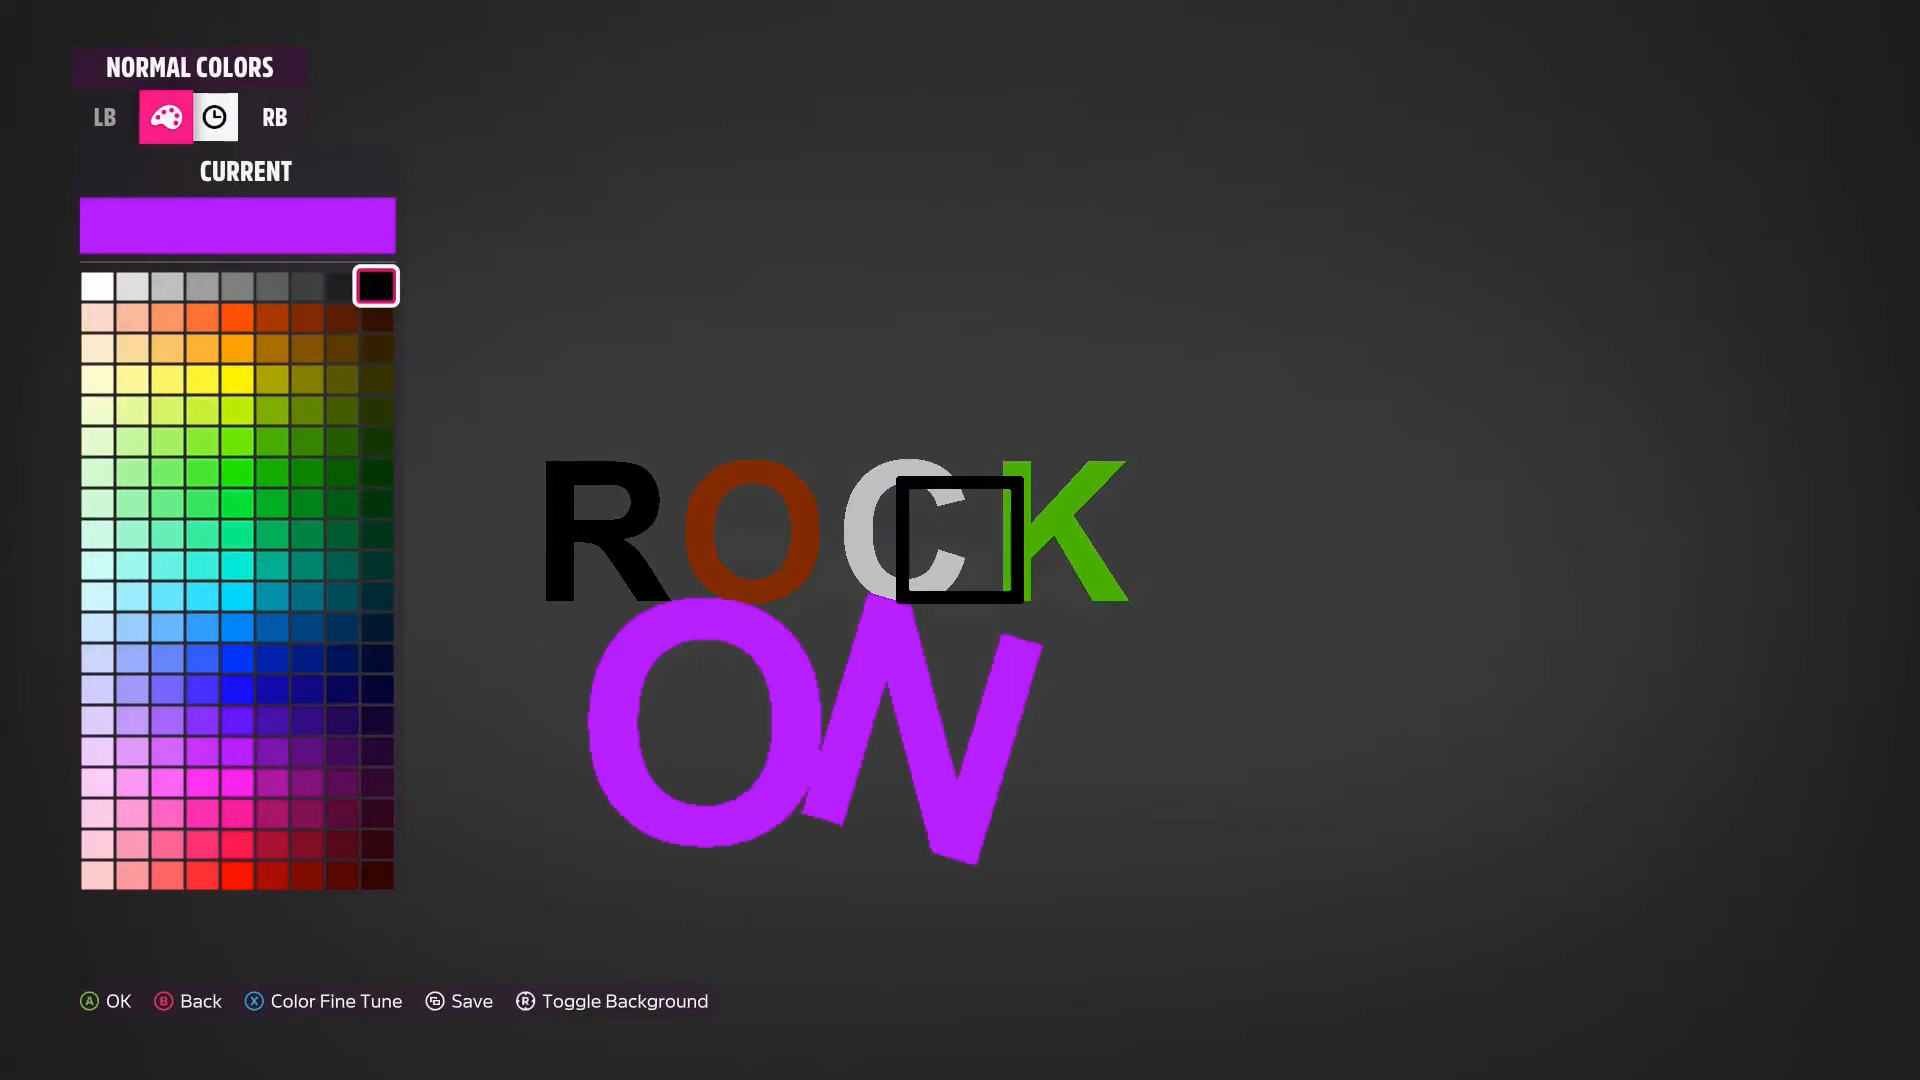 NORMAL COLORS
LB RB
CURRENT
ROCK
ON
A OK B Back X Color Fine Tune Save R Toggle Background